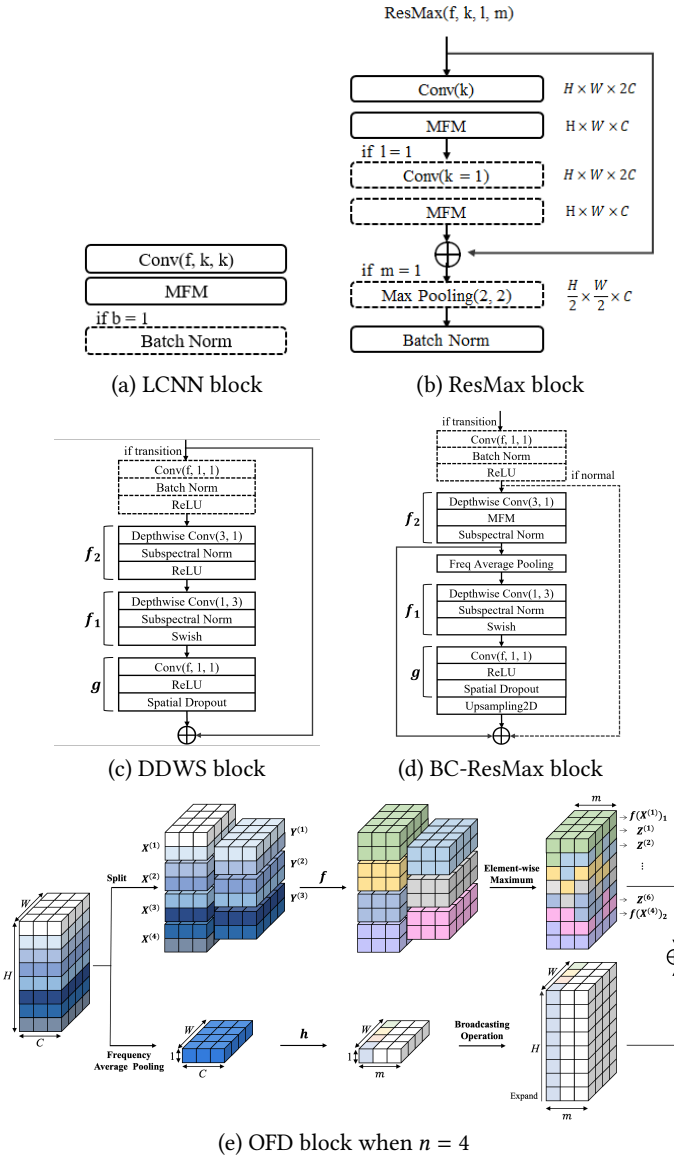 ResMax(f, k, l, m)
Conv(k)
H × W × 2C
MFM
H × W × C
if l = 1
Conv(k = 1)
H × W × 2C
MFM
H × W × C
if m = 1
Max Pooling(2, 2)
H/2 × W/2 × C
Batch Norm
Conv(f, k, k)
MFM
if b = 1
Batch Norm
(a) LCNN block
(b) ResMax block
if transition
Conv(f, 1, 1)
Batch Norm
ReLU
f₂
Depthwise Conv(3, 1)
Subspectral Norm
ReLU
f₁
Depthwise Conv(1, 3)
Subspectral Norm
Swish
g
Conv(f, 1, 1)
ReLU
Spatial Dropout
(c) DDWS block
if transition
Conv(f, 1, 1)
Batch Norm
ReLU
if normal
f₂
Depthwise Conv(3, 1)
MFM
Subspectral Norm
Freq Average Pooling
f₁
Depthwise Conv(1, 3)
Subspectral Norm
Swish
g
Conv(f, 1, 1)
ReLU
Spatial Dropout
Upsampling2D
(d) BC-ResMax block
W
H
C
Split
X⁽¹⁾
X⁽²⁾
X⁽³⁾
X⁽⁴⁾
Y⁽¹⁾
Y⁽²⁾
Y⁽³⁾
f
Element-wise
Maximum
m
f(X⁽¹⁾)₁
Z⁽¹⁾
Z⁽²⁾
⋮
Z⁽⁶⁾
f(X⁽⁴⁾)₂
Frequency
Average Pooling
W
1
C
h
W
1
m
Broadcasting
Operation
W
H
Expand
m
(e) OFD block when n = 4